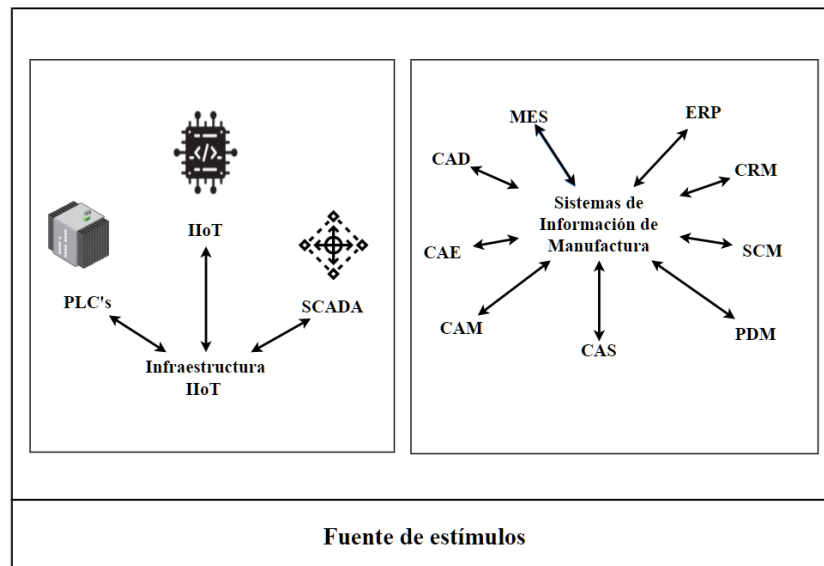 IIoT
PLC's
SCADA
Infraestructura
IIoT
MES
ERP
CAD
CRM
Sistemas de
Información de
Manufactura
CAE
SCM
CAM
CAS
PDM
Fuente de estímulos